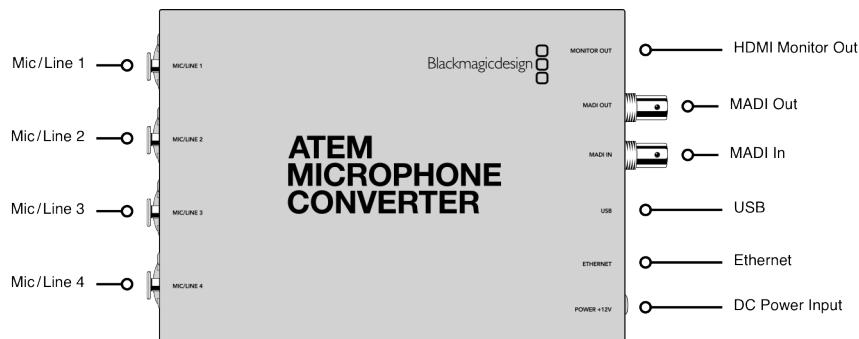 Mic/Line 1
Mic/Line 2
Mic/Line 3
Mic/Line 4
MIC/LINE 1
MIC/LINE 2
MIC/LINE 3
MIC/LINE 4
Blackmagicdesign
ATEM
MICROPHONE
CONVERTER
MONITOR OUT
MADI OUT
MADI IN
USB
ETHERNET
POWER +12V
HDMI Monitor Out
MADI Out
MADI In
USB
Ethernet
DC Power Input